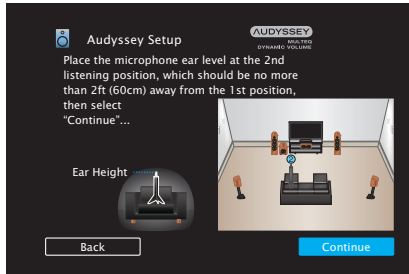 AUDYSSEY
MULTEQ
DYNAMIC VOLUME
Audyssey Setup
Place the microphone ear level at the 2nd
listening position, which should be no more
than 2ft (60cm) away from the 1st position,
then select
“Continue”...
2
Ear Height
Back
Continue